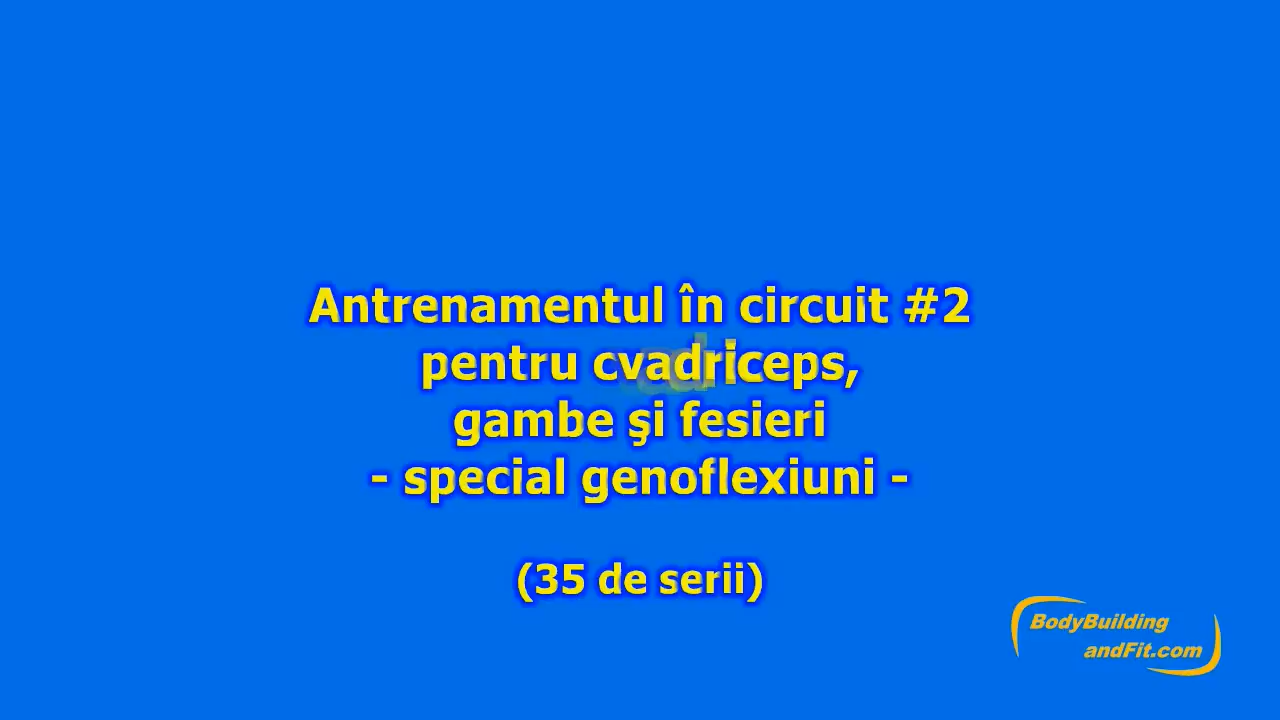 Antrenamentul în circuit #2
pentru cvadriceps,
gambe şi fesieri
- special genoflexiuni -
(35 de serii)
BodyBuilding
andFit.com